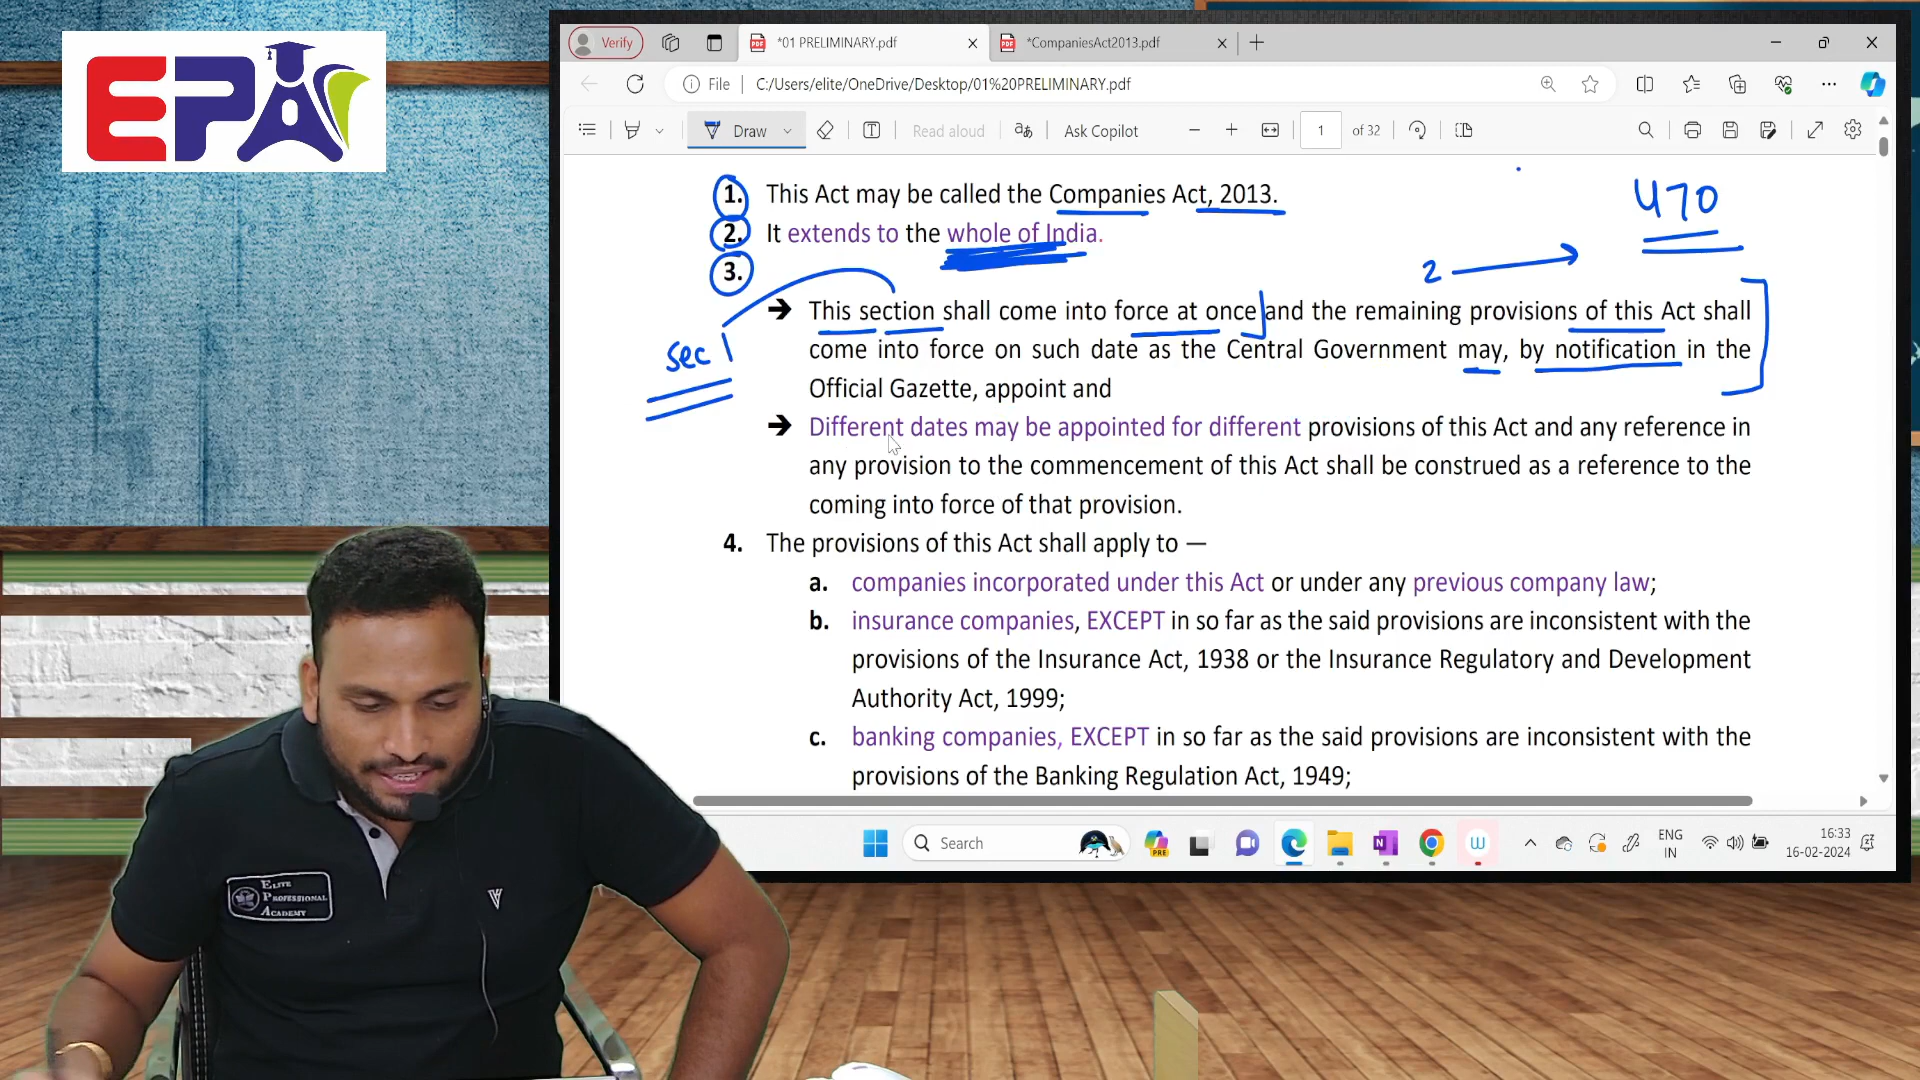 EPA
Verify
*01 PRELIMINARY.pdf
*CompaniesAct2013.pdf
File
C:/Users/elite/OneDrive/Desktop/01%20PRELIMINARY.pdf
Draw
Read aloud
Ask Copilot
1 of 32
1. This Act may be called the Companies Act, 2013.
470
2. It extends to the whole of India.
3.
2
➔ This section shall come into force at once and the remaining provisions of this Act shall
sec 1
come into force on such date as the Central Government may, by notification in the
Official Gazette, appoint and
➔ Different dates may be appointed for different provisions of this Act and any reference in
any provision to the commencement of this Act shall be construed as a reference to the
coming into force of that provision.
4. The provisions of this Act shall apply to —
a. companies incorporated under this Act or under any previous company law;
b. insurance companies, EXCEPT in so far as the said provisions are inconsistent with the
provisions of the Insurance Act, 1938 or the Insurance Regulatory and Development
Authority Act, 1999;
c. banking companies, EXCEPT in so far as the said provisions are inconsistent with the
provisions of the Banking Regulation Act, 1949;
Search
PRE
N
W
ENG
IN
16:33
16-02-2024
ELITE
PROFESSIONAL
ACADEMY